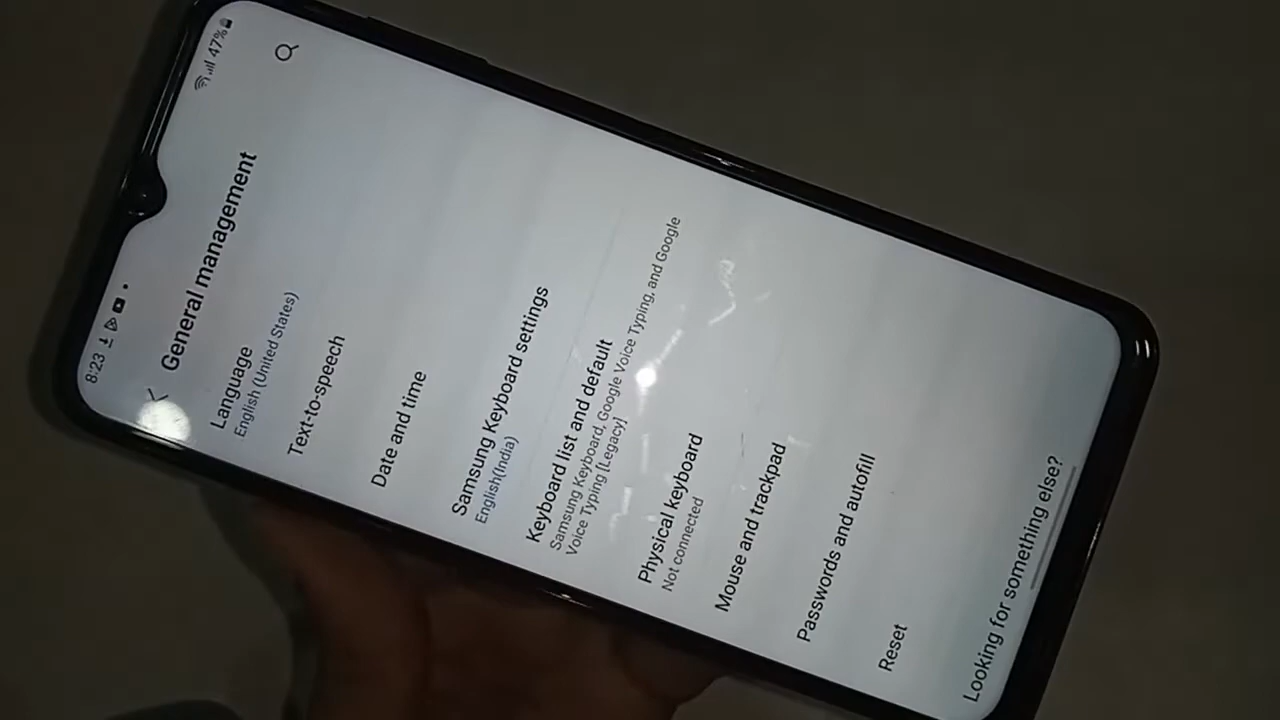 8:23
47%
General management
Language
English (United States)
Text-to-speech
Date and time
Samsung Keyboard settings
English(India)
Keyboard list and default
Samsung Keyboard, Google Voice Typing, and Google
Voice Typing [Legacy]
Physical keyboard
Not connected
Mouse and trackpad
Passwords and autofill
Reset
Looking for something else?